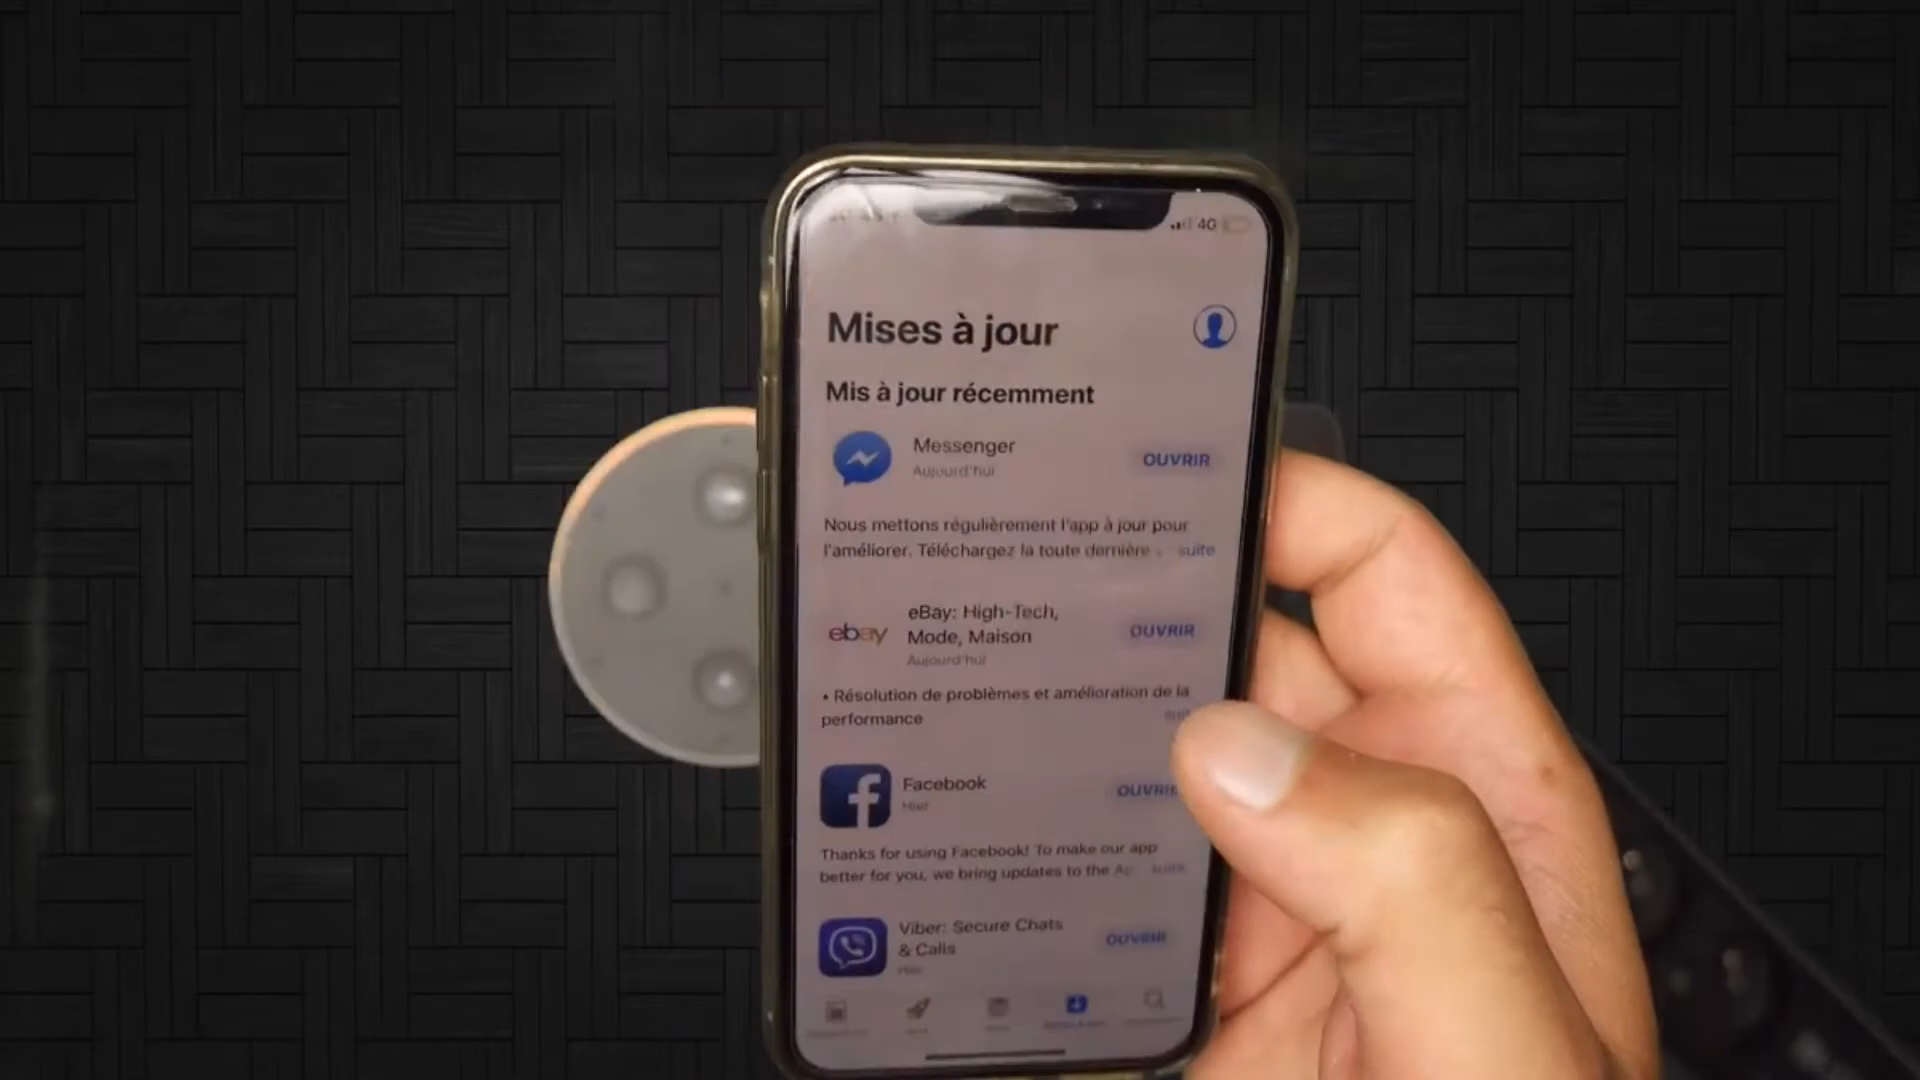 4G
Mises à jour
Mis à jour récemment
Messenger
Aujourd'hui
OUVRIR
Nous mettons régulièrement l'app à jour pour
l'améliorer. Téléchargez la toute dernière suite
ebay
eBay: High-Tech,
Mode, Maison
Aujourd'hui
OUVRIR
• Résolution de problèmes et amélioration de la
performance
Facebook
Hier
OUVRIR
Thanks for using Facebook! To make our app
better for you, we bring updates to the Ap suite
Viber: Secure Chats
& Calls
Hier
OUVRIR